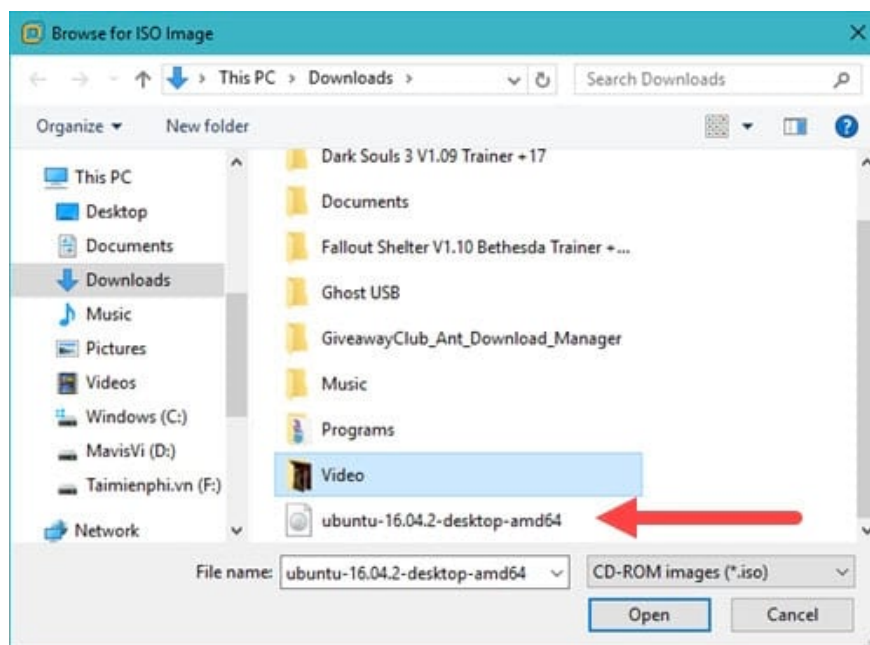 Browse for ISO Image
This PC > Downloads >
Search Downloads
Organize
New folder
This PC
Desktop
Documents
Downloads
Music
Pictures
Videos
Windows (C:)
MavisVi (D:)
Taimienphi.vn (F:)
Network
Dark Souls 3 V1.09 Trainer +17
Documents
Fallout Shelter V1.10 Bethesda Trainer +...
Ghost USB
GiveawayClub_Ant_Download_Manager
Music
Programs
Video
ubuntu-16.04.2-desktop-amd64
File name: ubuntu-16.04.2-desktop-amd64
CD-ROM images (*.iso)
Open
Cancel